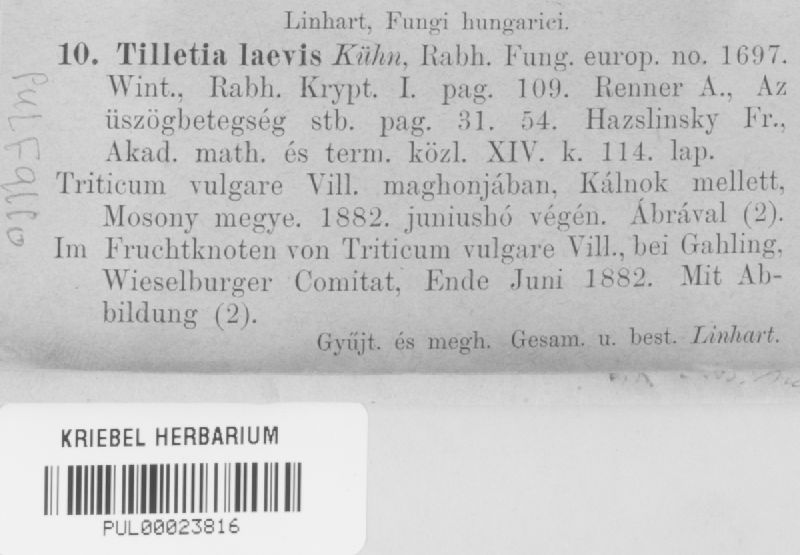 Linhart, Fungi hungarici.
10. Tilletia laevis Kühn, Rabh. Fung. europ. no. 1697.
Wint., Rabh. Krypt. I. pag. 109. Renner A., Az
üszögbetegség stb. pag. 31. 54. Hazslinsky Fr.,
Akad. math. és term. közl. XIV. k. 114. lap.
Triticum vulgare Vill. maghonjában, Kálnok mellett,
Mosony megye. 1882. juniushó végén. Ábrával (2).
Im Fruchtknoten von Triticum vulgare Vill., bei Gahling,
Wieselburger Comitat, Ende Juni 1882. Mit Ab-
bildung (2).
Gyűjt. és megh. Gesam. u. best. Linhart.
KRIEBEL HERBARIUM
PUL00023816